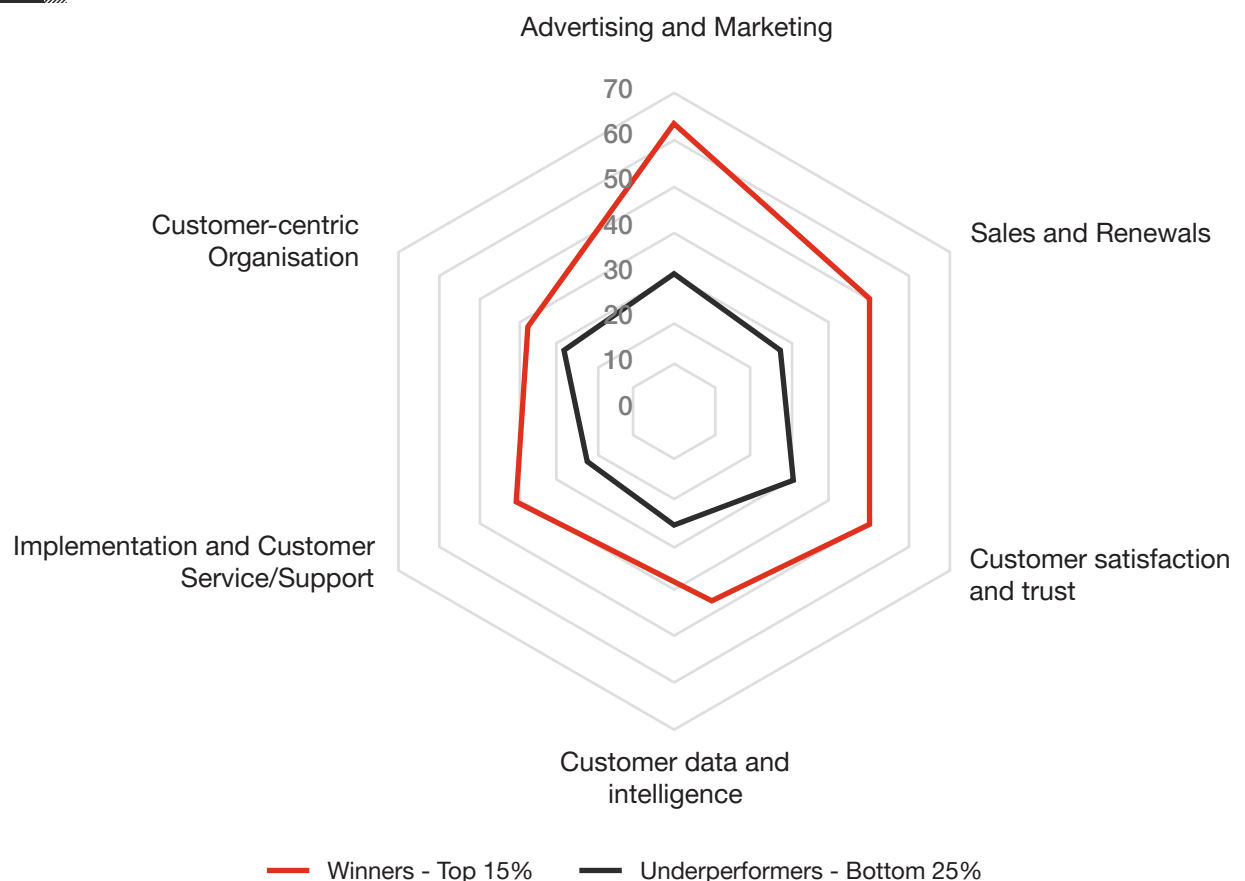 Advertising and Marketing
70
60
50
40
30
20
10
0
Customer-centric
Organisation
Sales and Renewals
Implementation and Customer
Service/Support
Customer satisfaction
and trust
Customer data and
intelligence
Winners - Top 15%
Underperformers - Bottom 25%